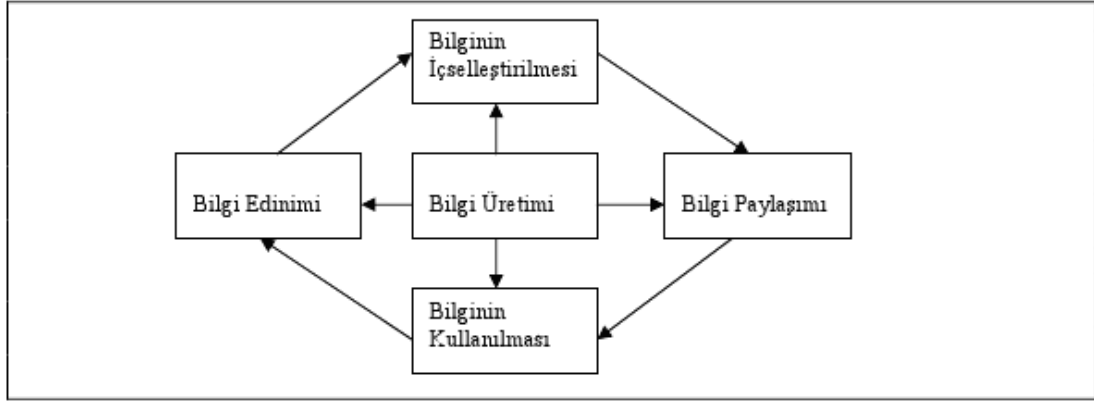 Bilginin
İçselleştirilmesi
Bilgi Edinimi
Bilgi Üretimi
Bilgi Paylaşımı
Bilginin
Kullanılması